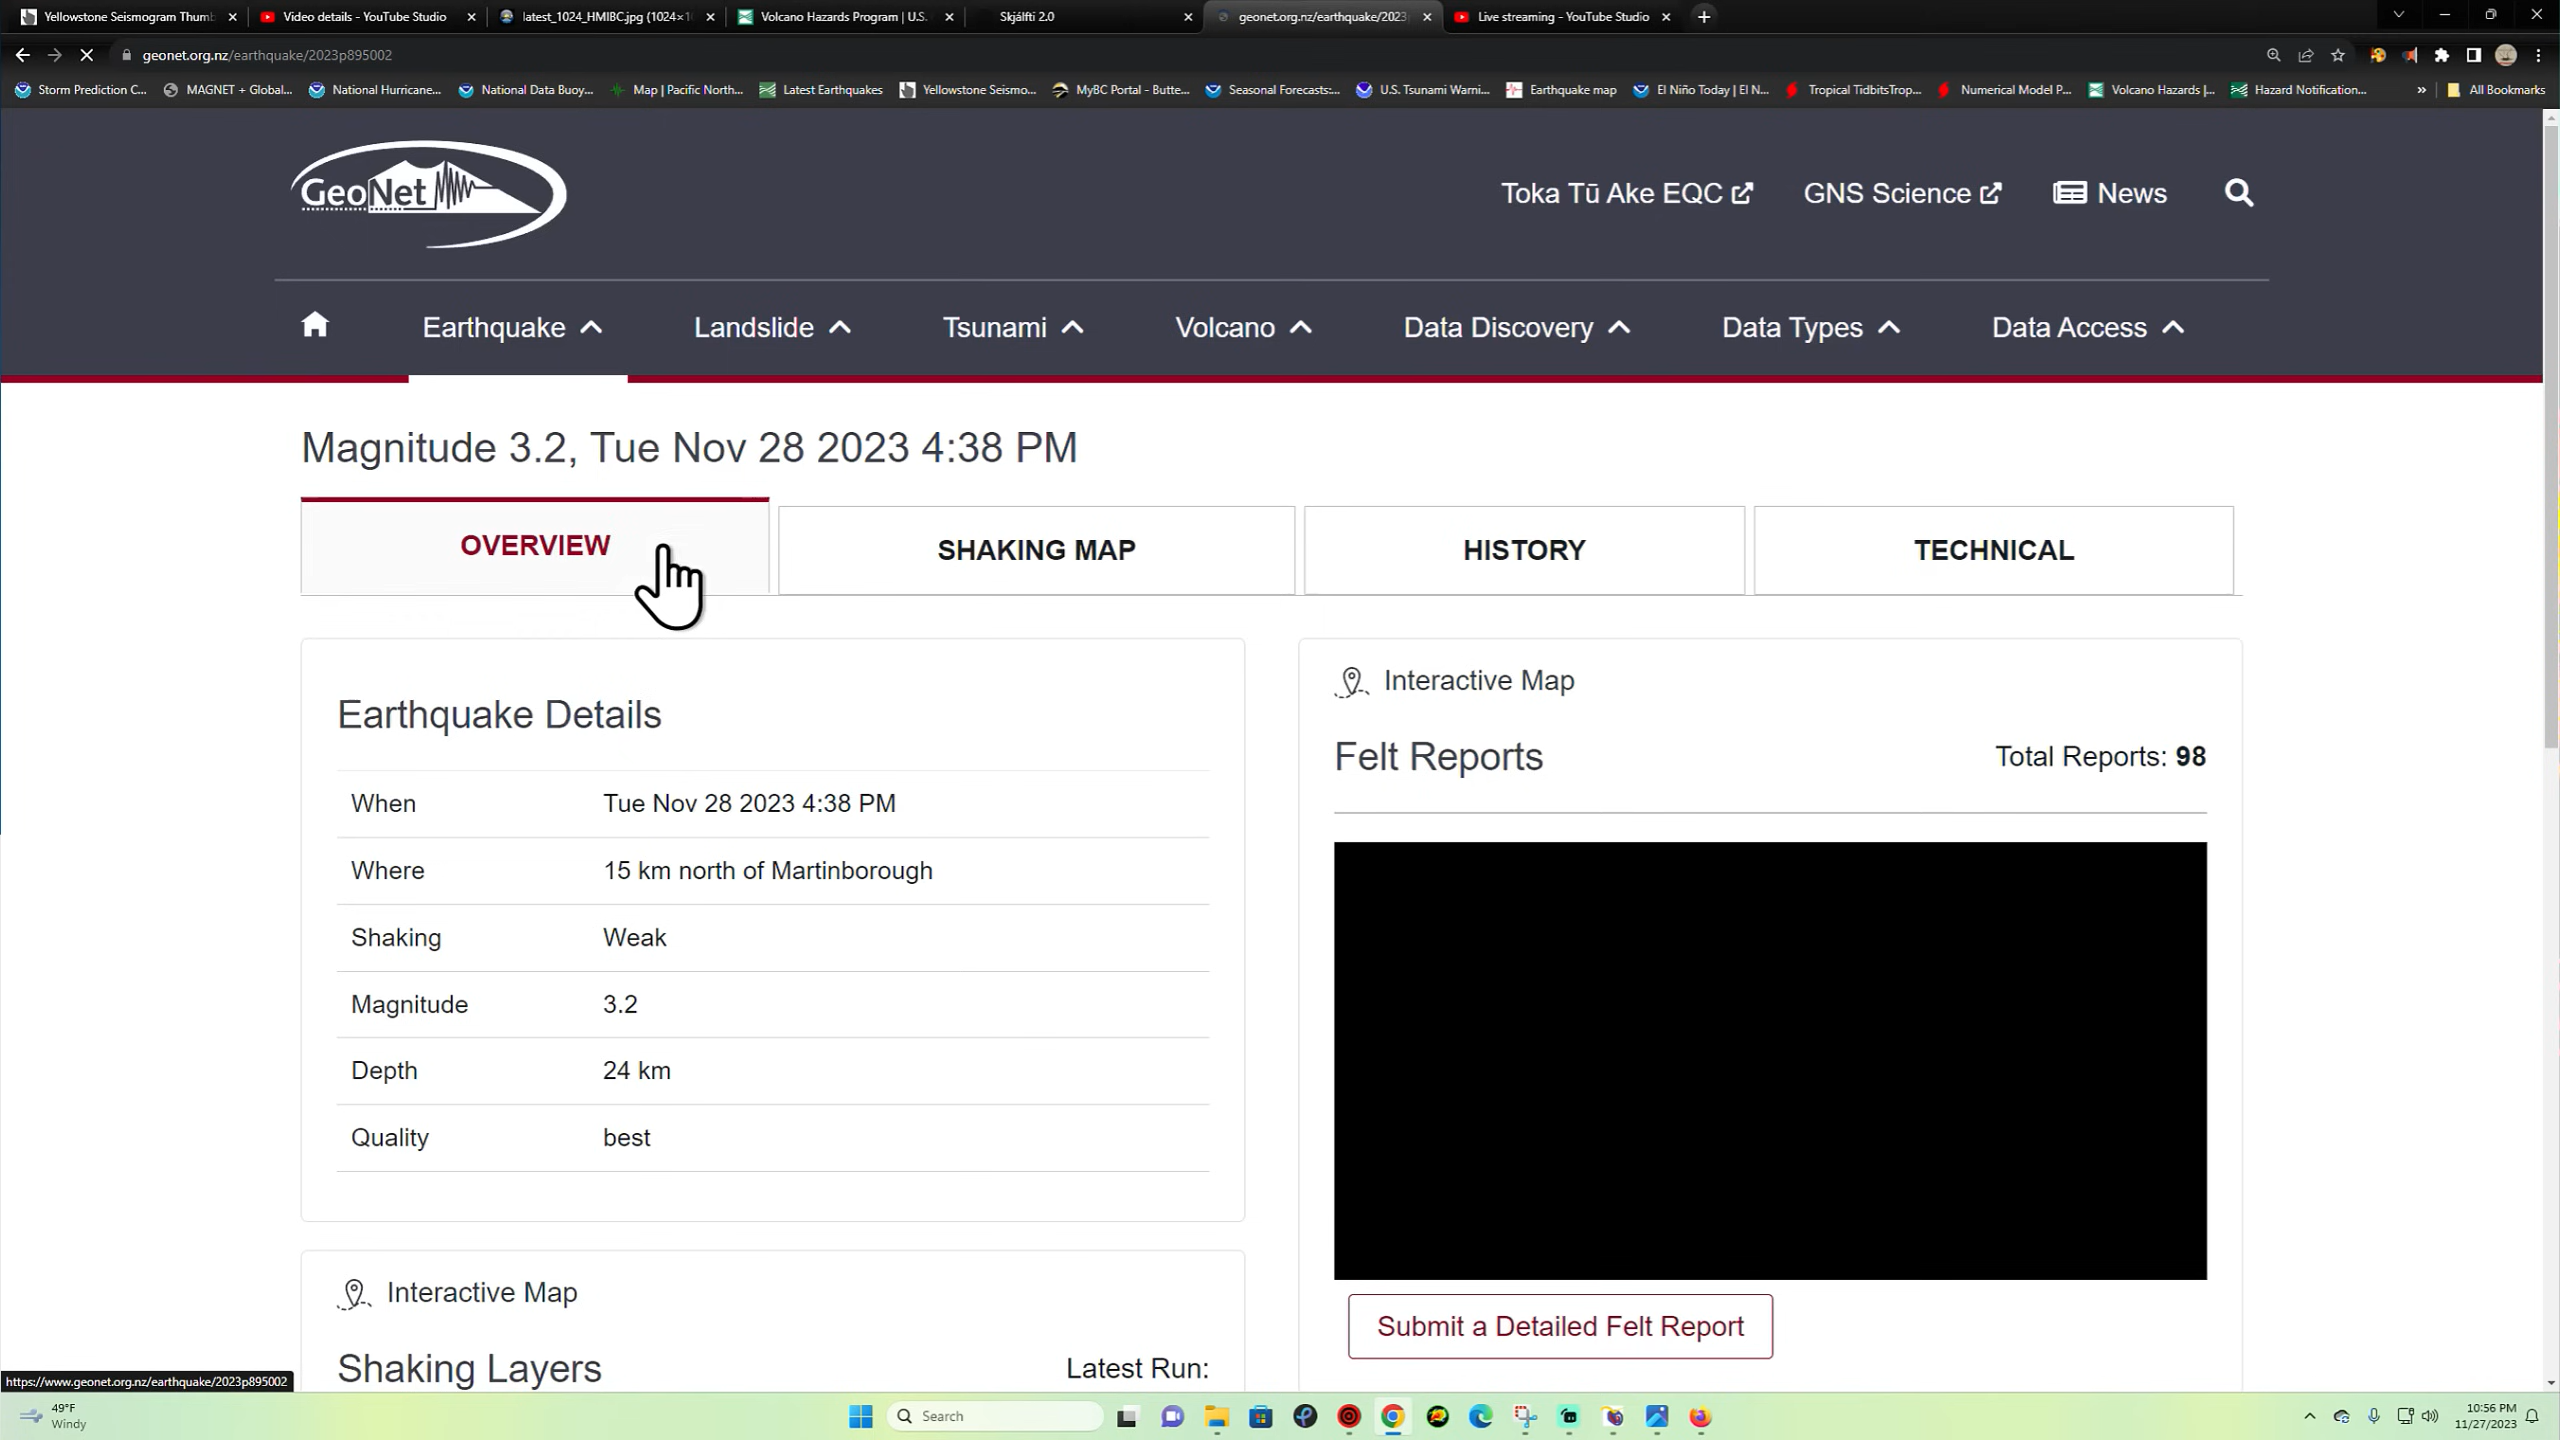 Yellowstone Seismogram Thumb
Video details - YouTube Studio
latest_1024_HMIBC.jpg (1024×1
Volcano Hazards Program | U.S.
Skjálfti 2.0
geonet.org.nz/earthquake/2023
Live streaming - YouTube Studio
geonet.org.nz/earthquake/2023p895002
Storm Prediction C...
MAGNET + Global...
National Hurricane...
National Data Buoy...
Map | Pacific North...
Latest Earthquakes
Yellowstone Seismo...
MyBC Portal - Butte...
Seasonal Forecasts:...
U.S. Tsunami Warni...
Earthquake map
El Niño Today | El N...
Tropical TidbitsTrop...
Numerical Model P...
Volcano Hazards |...
Hazard Notification...
»
All Bookmarks
GeoNet
Toka Tū Ake EQC
GNS Science
News
Earthquake
Landslide
Tsunami
Volcano
Data Discovery
Data Types
Data Access
Magnitude 3.2, Tue Nov 28 2023 4:38 PM
OVERVIEW
SHAKING MAP
HISTORY
TECHNICAL
Earthquake Details
When Tue Nov 28 2023 4:38 PM
Where 15 km north of Martinborough
Shaking Weak
Magnitude 3.2
Depth 24 km
Quality best
Interactive Map
Felt Reports
Total Reports: 98
Submit a Detailed Felt Report
Interactive Map
Shaking Layers
Latest Run:
https://www.geonet.org.nz/earthquake/2023p895002
49°F
Windy
Search
10:56 PM
11/27/2023